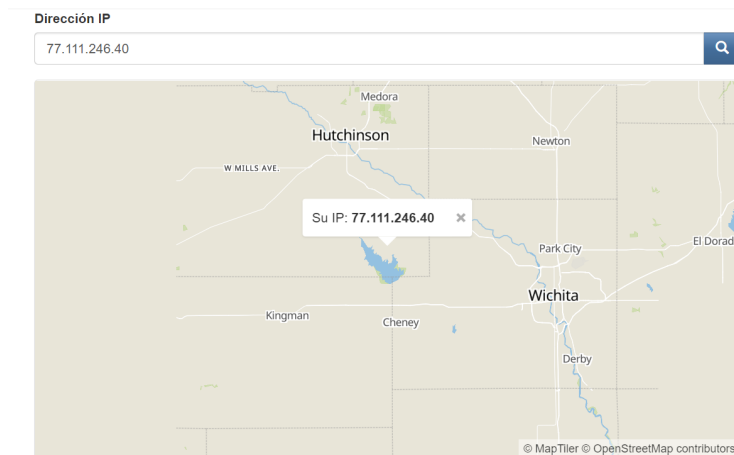 Dirección IP
77.111.246.40
Medora
Hutchinson
Newton
W MILLS AVE.
Su IP: 77.111.246.40 ×
El Dorad
Park City
Wichita
Kingman
Cheney
Derby
© MapTiler © OpenStreetMap contributors